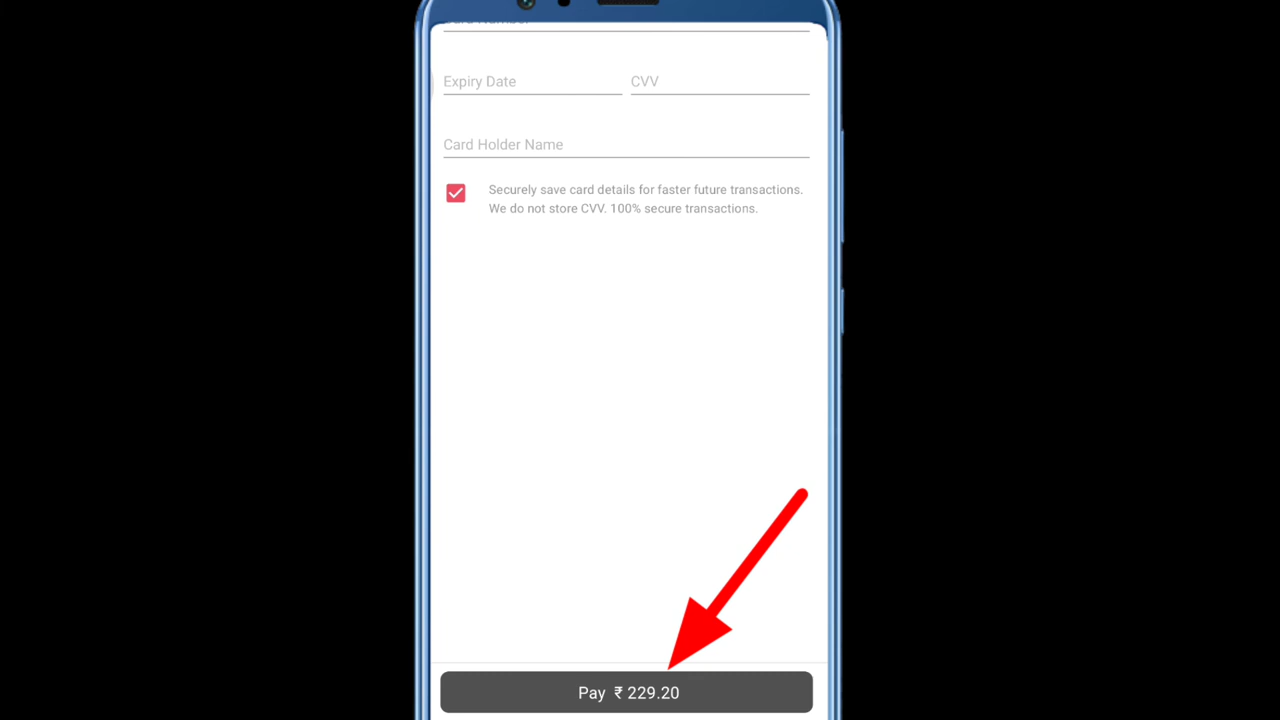 Expiry Date CVV
Card Holder Name
Securely save card details for faster future transactions.
We do not store CVV. 100% secure transactions.
Pay ₹ 229.20